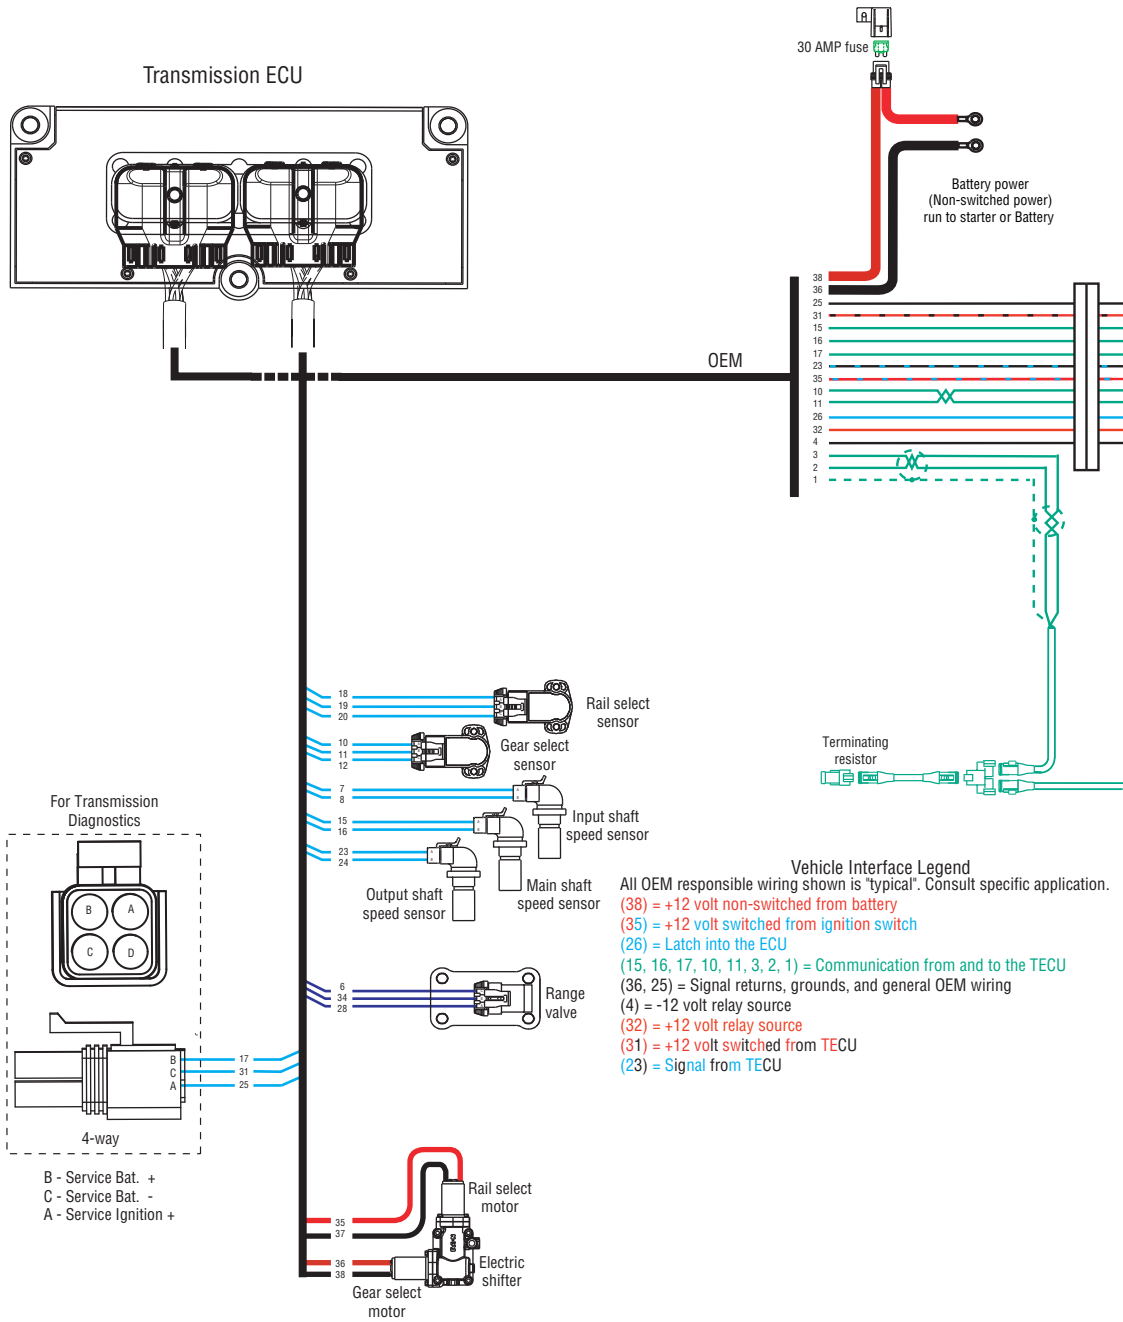 30 AMP fuse
Transmission ECU
Battery power
(Non-switched power)
run to starter or Battery
38
36
25
31
15
16
17
23
35
10
11
26
32
4
3
2
1
OEM
18
19
20
Rail select
sensor
10
11
12
Gear select
sensor
7
8
Input shaft
speed sensor
15
16
Main shaft
speed sensor
23
24
Output shaft
speed sensor
Terminating
resistor
For Transmission
Diagnostics
B
A
C
D
Vehicle Interface Legend
All OEM responsible wiring shown is "typical". Consult specific application.
(38) = +12 volt non-switched from battery
(35) = +12 volt switched from ignition switch
(26) = Latch into the ECU
(15, 16, 17, 10, 11, 3, 2, 1) = Communication from and to the TECU
(36, 25) = Signal returns, grounds, and general OEM wiring
(4) = -12 volt relay source
(32) = +12 volt relay source
(31) = +12 volt switched from TECU
(23) = Signal from TECU
6
34
28
Range
valve
B
C
A
17
31
25
4-way
B - Service Bat. +
C - Service Bat. -
A - Service Ignition +
35
37
Rail select
motor
36
38
Electric
shifter
Gear select
motor